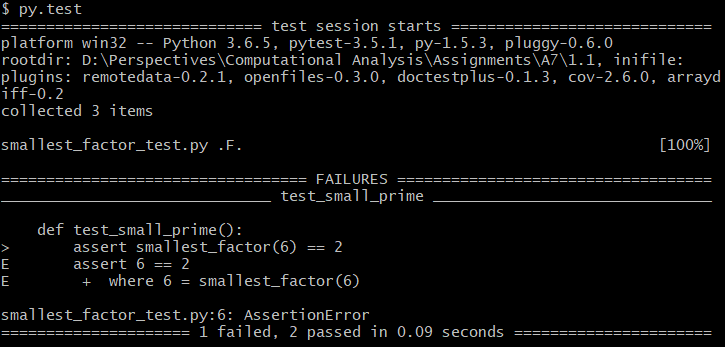 $ py.test
============================= test session starts =============================
platform win32 -- Python 3.6.5, pytest-3.5.1, py-1.5.3, pluggy-0.6.0
rootdir: D:\Perspectives\Computational Analysis\Assignments\A7\1.1, inifile:
plugins: remotedata-0.2.1, openfiles-0.3.0, doctestplus-0.1.3, cov-2.6.0, arrayd
iff-0.2
collected 3 items
smallest_factor_test.py .F. [100%]
================================== FAILURES ===================================
______________________________ test_small_prime _______________________________
def test_small_prime():
> assert smallest_factor(6) == 2
E assert 6 == 2
E + where 6 = smallest_factor(6)
smallest_factor_test.py:6: AssertionError
===================== 1 failed, 2 passed in 0.09 seconds ======================